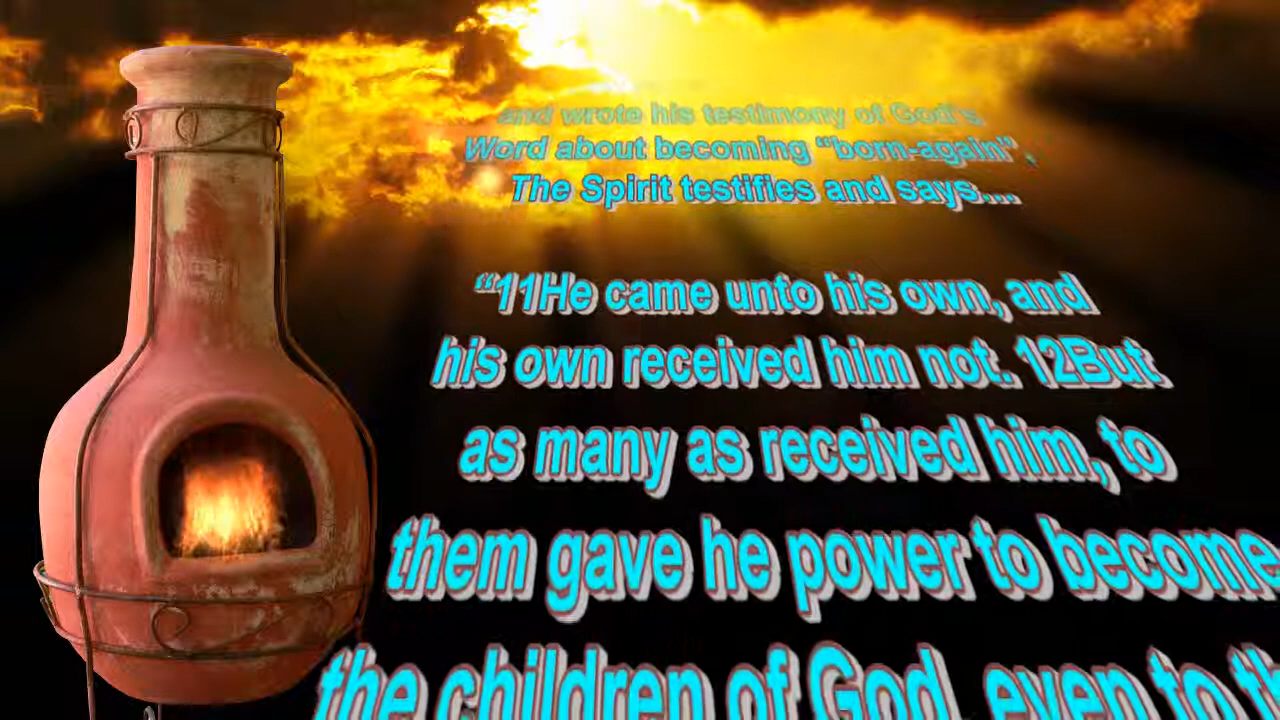 and wrote his testimony of God's,
Word about becoming “born-again”,
The Spirit testifies and says...
“11He came unto his own, and
his own received him not. 12But
as many as received him, to
them gave he power to become
the children of God, even to th